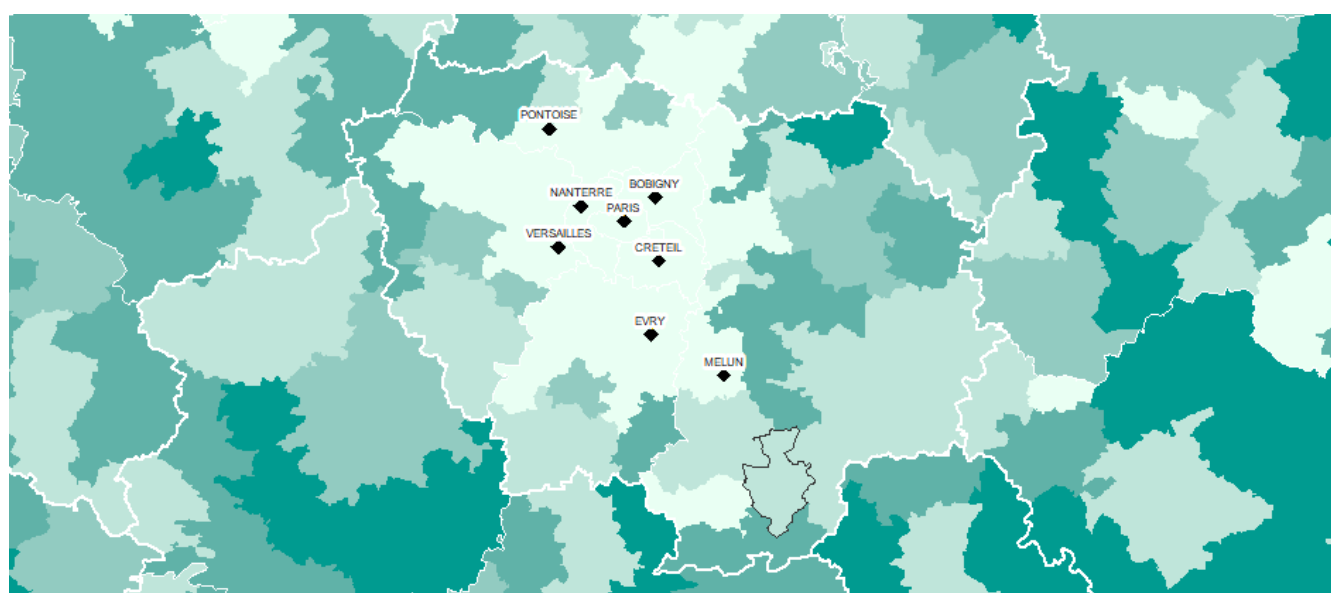 PONTOISE
NANTERRE
BOBIGNY
PARIS
VERSAILLES
CRETEIL
EVRY
MELUN